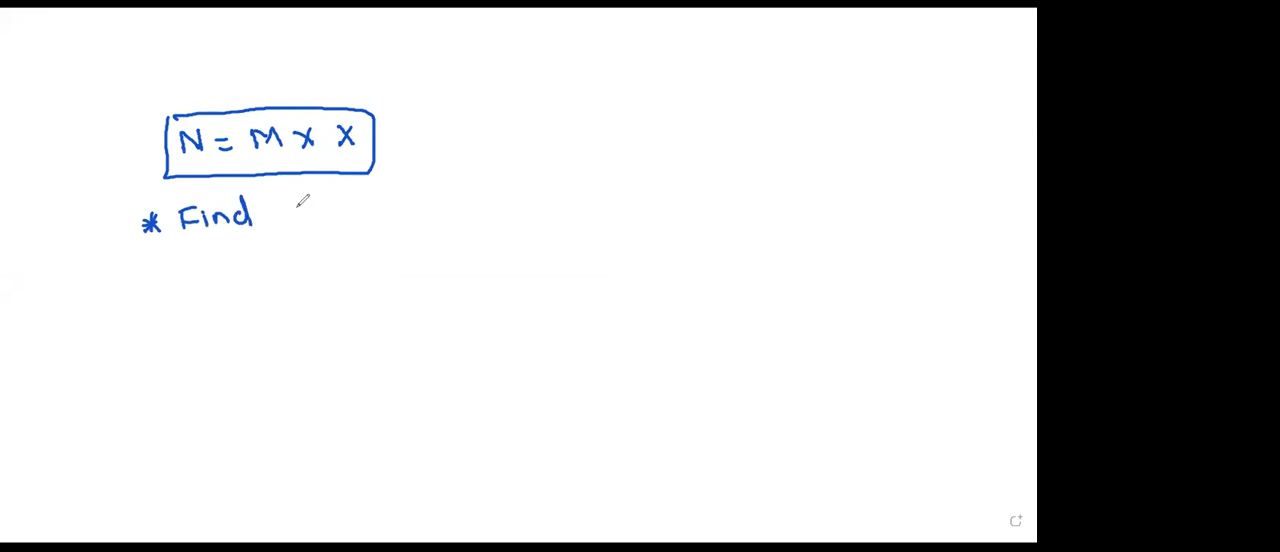 N = M x x
* Find